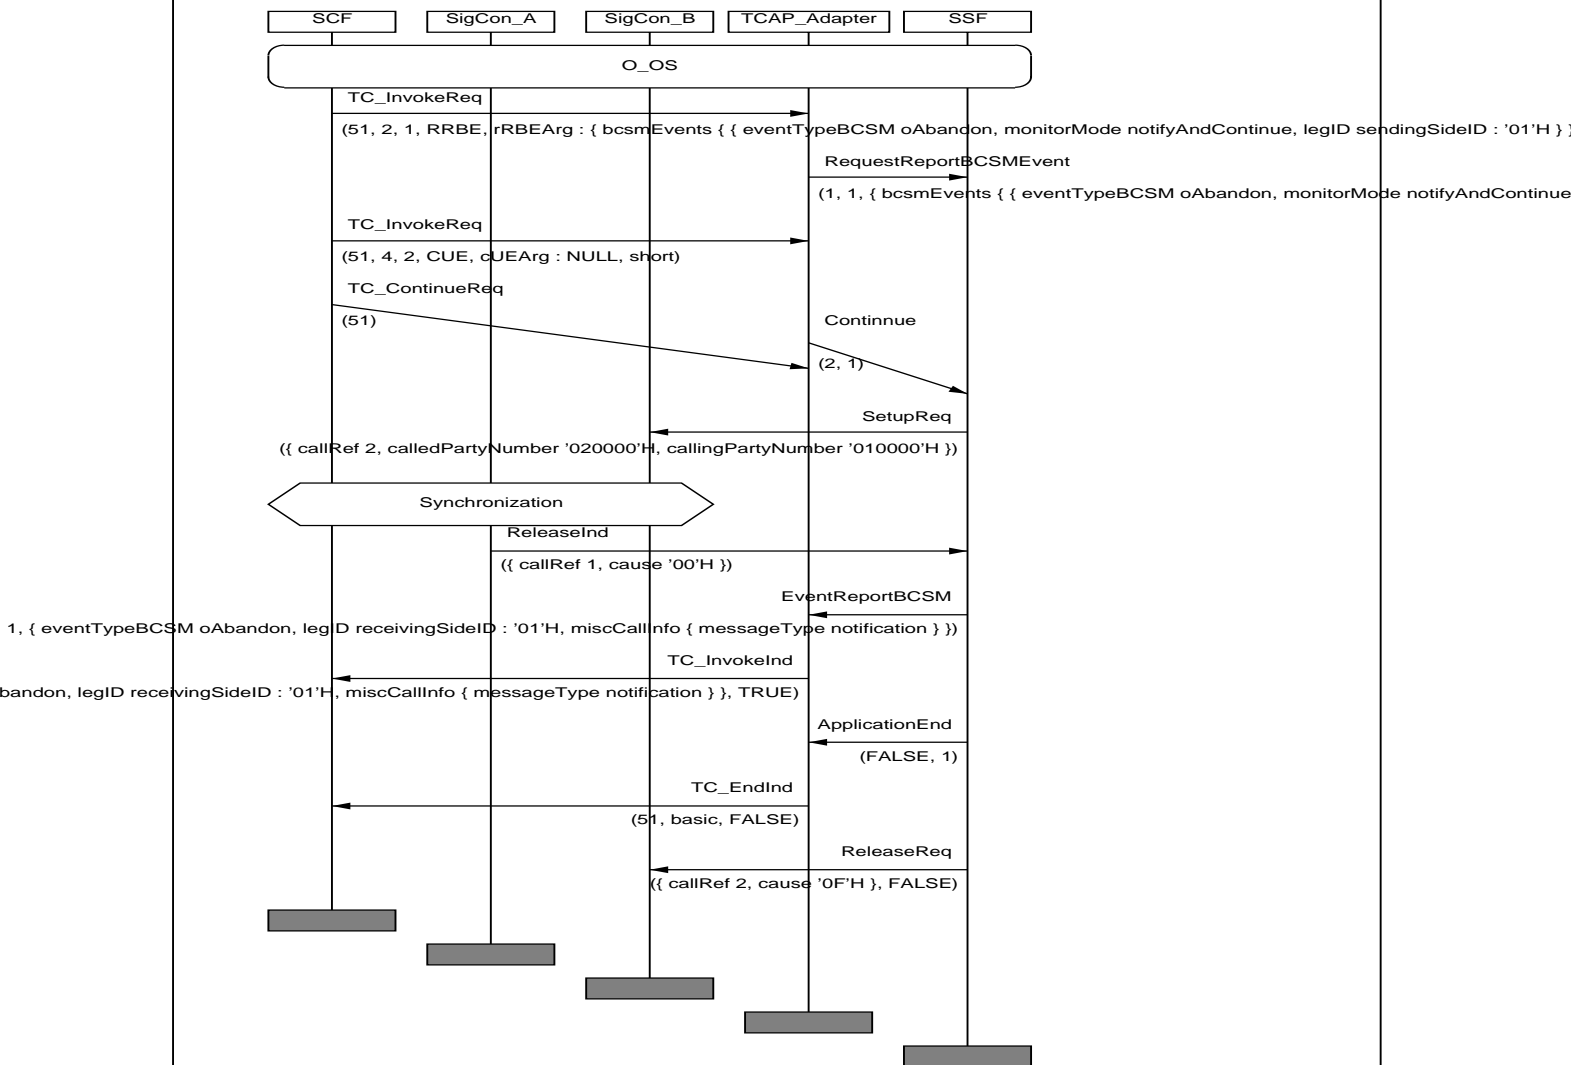 SCF SigCon_A SigCon_B TCAP_Adapter SSF
O_OS
TC_InvokeReq
(51, 2, 1, RRBE, rRBEArg : { bcsmEvents { { eventTypeBCSM oAbandon, monitorMode notifyAndContinue, legID sendingSideID : '01'H } }
RequestReportBCSMEvent
(1, 1, { bcsmEvents { { eventTypeBCSM oAbandon, monitorMode notifyAndContinue
TC_InvokeReq
(51, 4, 2, CUE, cUEArg : NULL, short)
TC_ContinueReq
(51)
Continnue
(2, 1)
SetupReq
({ callRef 2, calledPartyNumber '020000'H, callingPartyNumber '010000'H })
Synchronization
ReleaseInd
({ callRef 1, cause '00'H })
EventReportBCSM
1, { eventTypeBCSM oAbandon, legID receivingSideID : '01'H, miscCallInfo { messageType notification } })
TC_InvokeInd
bandon, legID receivingSideID : '01'H, miscCallInfo { messageType notification } }, TRUE)
ApplicationEnd
(FALSE, 1)
TC_EndInd
(51, basic, FALSE)
ReleaseReq
({ callRef 2, cause '0F'H }, FALSE)